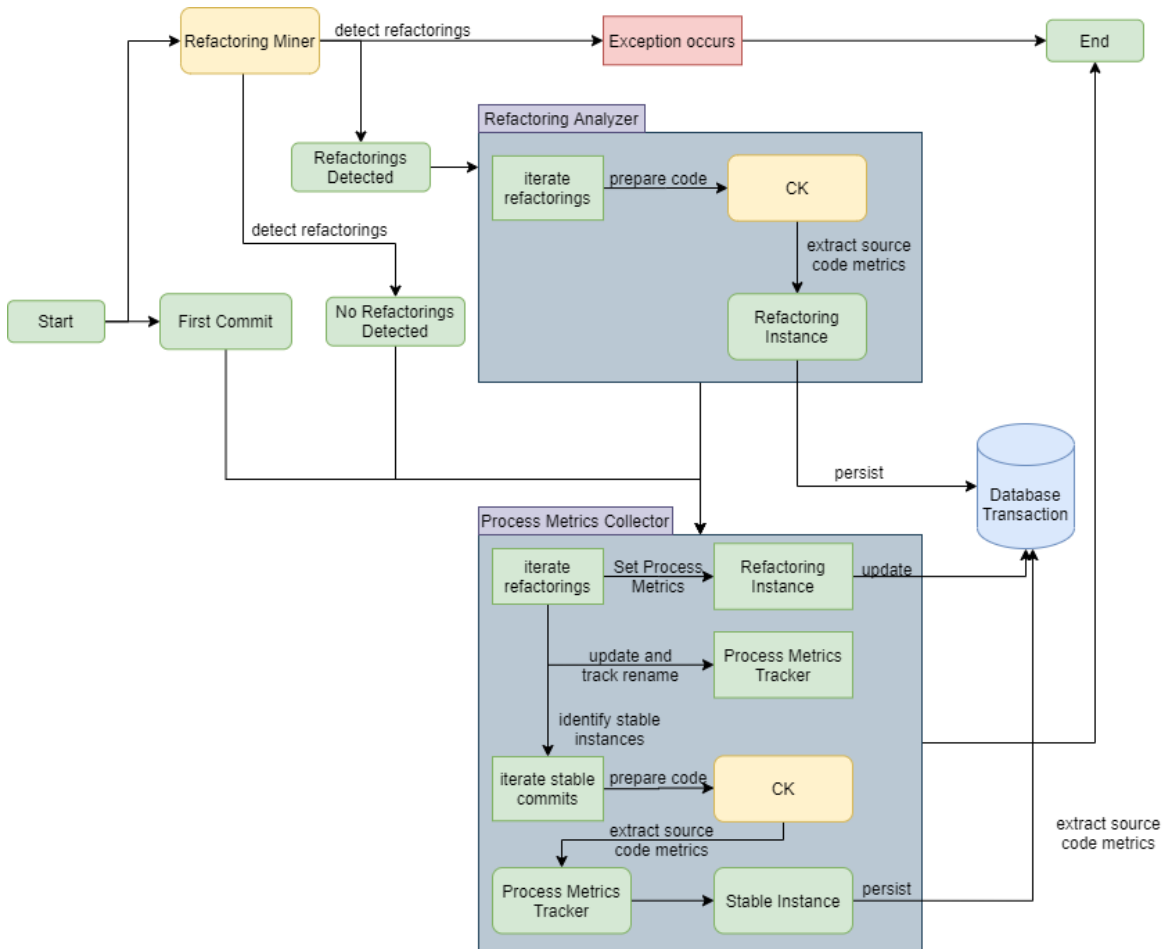 Refactoring Miner
detect refactorings
Exception occurs
End
Refactoring Analyzer
Refactorings
Detected
iterate
refactorings
prepare code
CK
detect refactorings
extract source
code metrics
Start
First Commit
No Refactorings
Detected
Refactoring
Instance
persist
Database
Transaction
Process Metrics Collector
iterate
refactorings
Set Process
Metrics
Refactoring
Instance
update
update and
track rename
Process Metrics
Tracker
identify stable
instances
iterate stable
commits
prepare code
CK
extract source
code metrics
extract source
code metrics
Process Metrics
Tracker
Stable Instance
persist